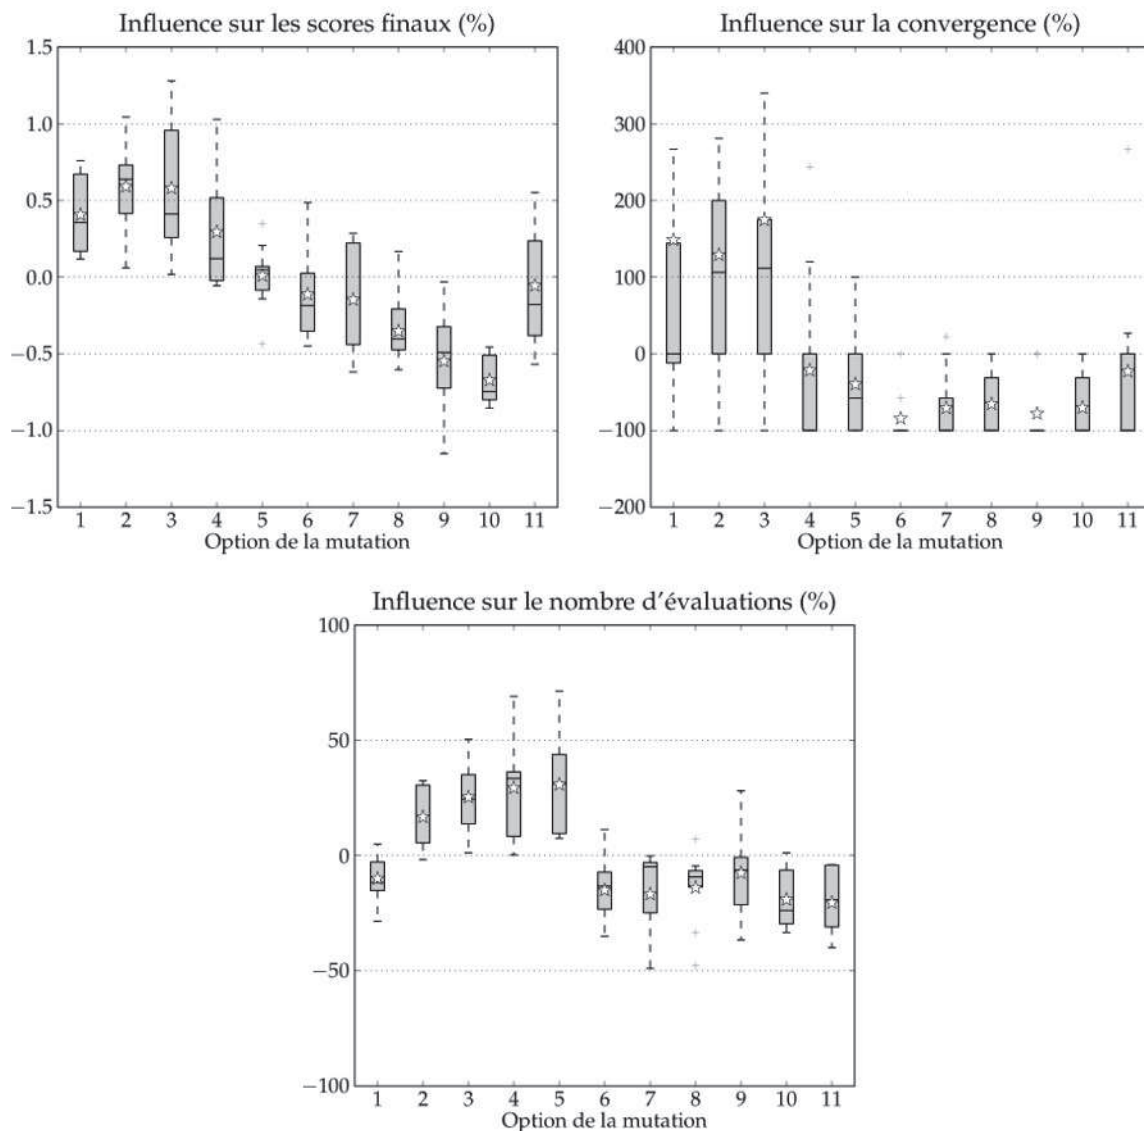 Influence sur les scores finaux (%)
1.5
1.0
0.5
0.0
−0.5
−1.0
−1.5
1 2 3 4 5 6 7 8 9 10 11
Option de la mutation
Influence sur la convergence (%)
400
300
200
100
0
−100
−200
1 2 3 4 5 6 7 8 9 10 11
Option de la mutation
Influence sur le nombre d'évaluations (%)
100
50
0
−50
−100
1 2 3 4 5 6 7 8 9 10 11
Option de la mutation